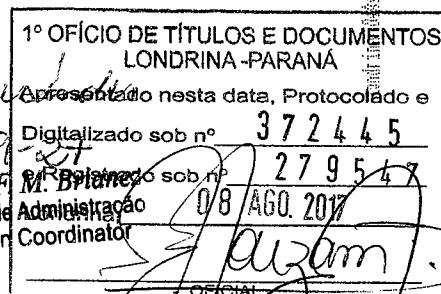 1º OFÍCIO DE TÍTULOS E DOCUMENTOS
LONDRINA - PARANÁ
Apresentado nesta data, Protocolado e
Digitalizado sob nº 372445
e Registrado sob nº 279547
M. Briane
Administração
08 AGO. 2017
Coordinator
OFICIAL